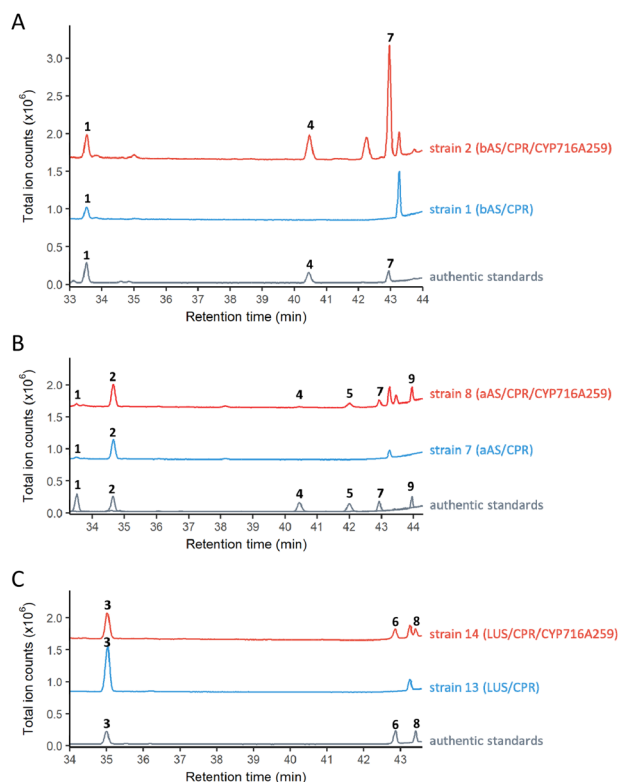 A
Total ion counts (x10⁶)
3.0
2.5
2.0
1.5
1.0
0.5
0.0
7
1
4
strain 2 (bAS/CPR/CYP716A259)
1
strain 1 (bAS/CPR)
1
4
7
authentic standards
33 34 35 36 37 38 39 40 41 42 43 44
Retention time (min)
B
Total ion counts (x10⁶)
2.0
1.5
1.0
0.5
0.0
1 2 4 5 7 9
strain 8 (aAS/CPR/CYP716A259)
1 2
strain 7 (aAS/CPR)
1 2 4 5 7 9
authentic standards
34 35 36 37 38 39 40 41 42 43 44
Retention time (min)
C
Total ion counts (x10⁶)
2.0
1.5
1.0
0.5
0.0
3 6 8
strain 14 (LUS/CPR/CYP716A259)
3
strain 13 (LUS/CPR)
3 6 8
authentic standards
34 35 36 37 38 39 40 41 42 43
Retention time (min)